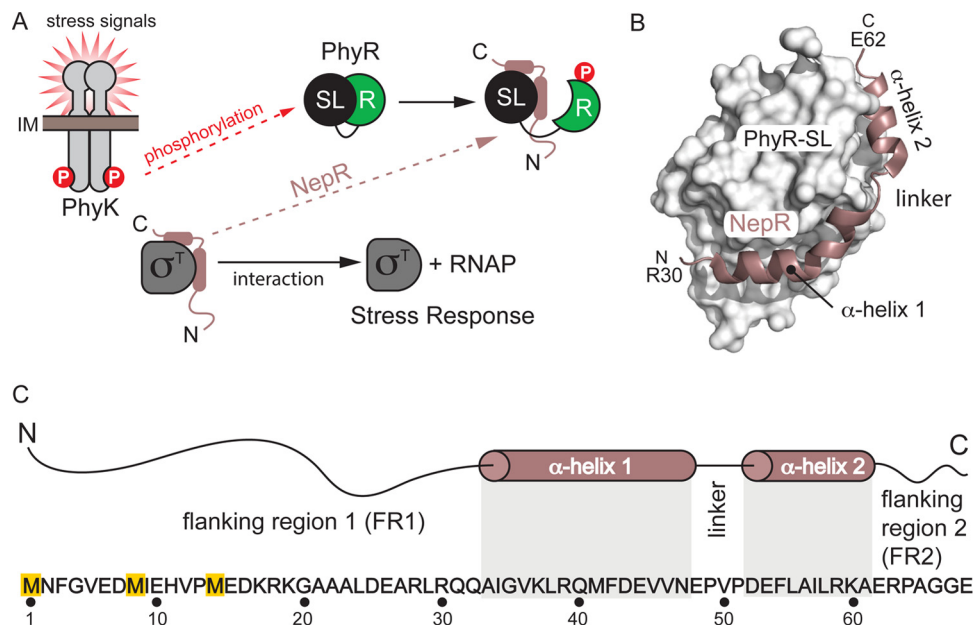 A
stress signals
IM
P
P
PhyK
phosphorylation
PhyR
SL
R
C
SL
P
R
N
NepR
C
σT
N
interaction
σT + RNAP
Stress Response
B
C
E62
α-helix 2
PhyR-SL
linker
NepR
N
R30
α-helix 1
C
N
α-helix 1
α-helix 2
C
flanking region 1 (FR1)
linker
flanking
region 2
(FR2)
MNFGVEDMIEHVPMEDKRKGAAALDEARLRQQAIGVKLRQMFDEVVNEPVPDEFLAILRKAERPAGGE
1 10 20 30 40 50 60